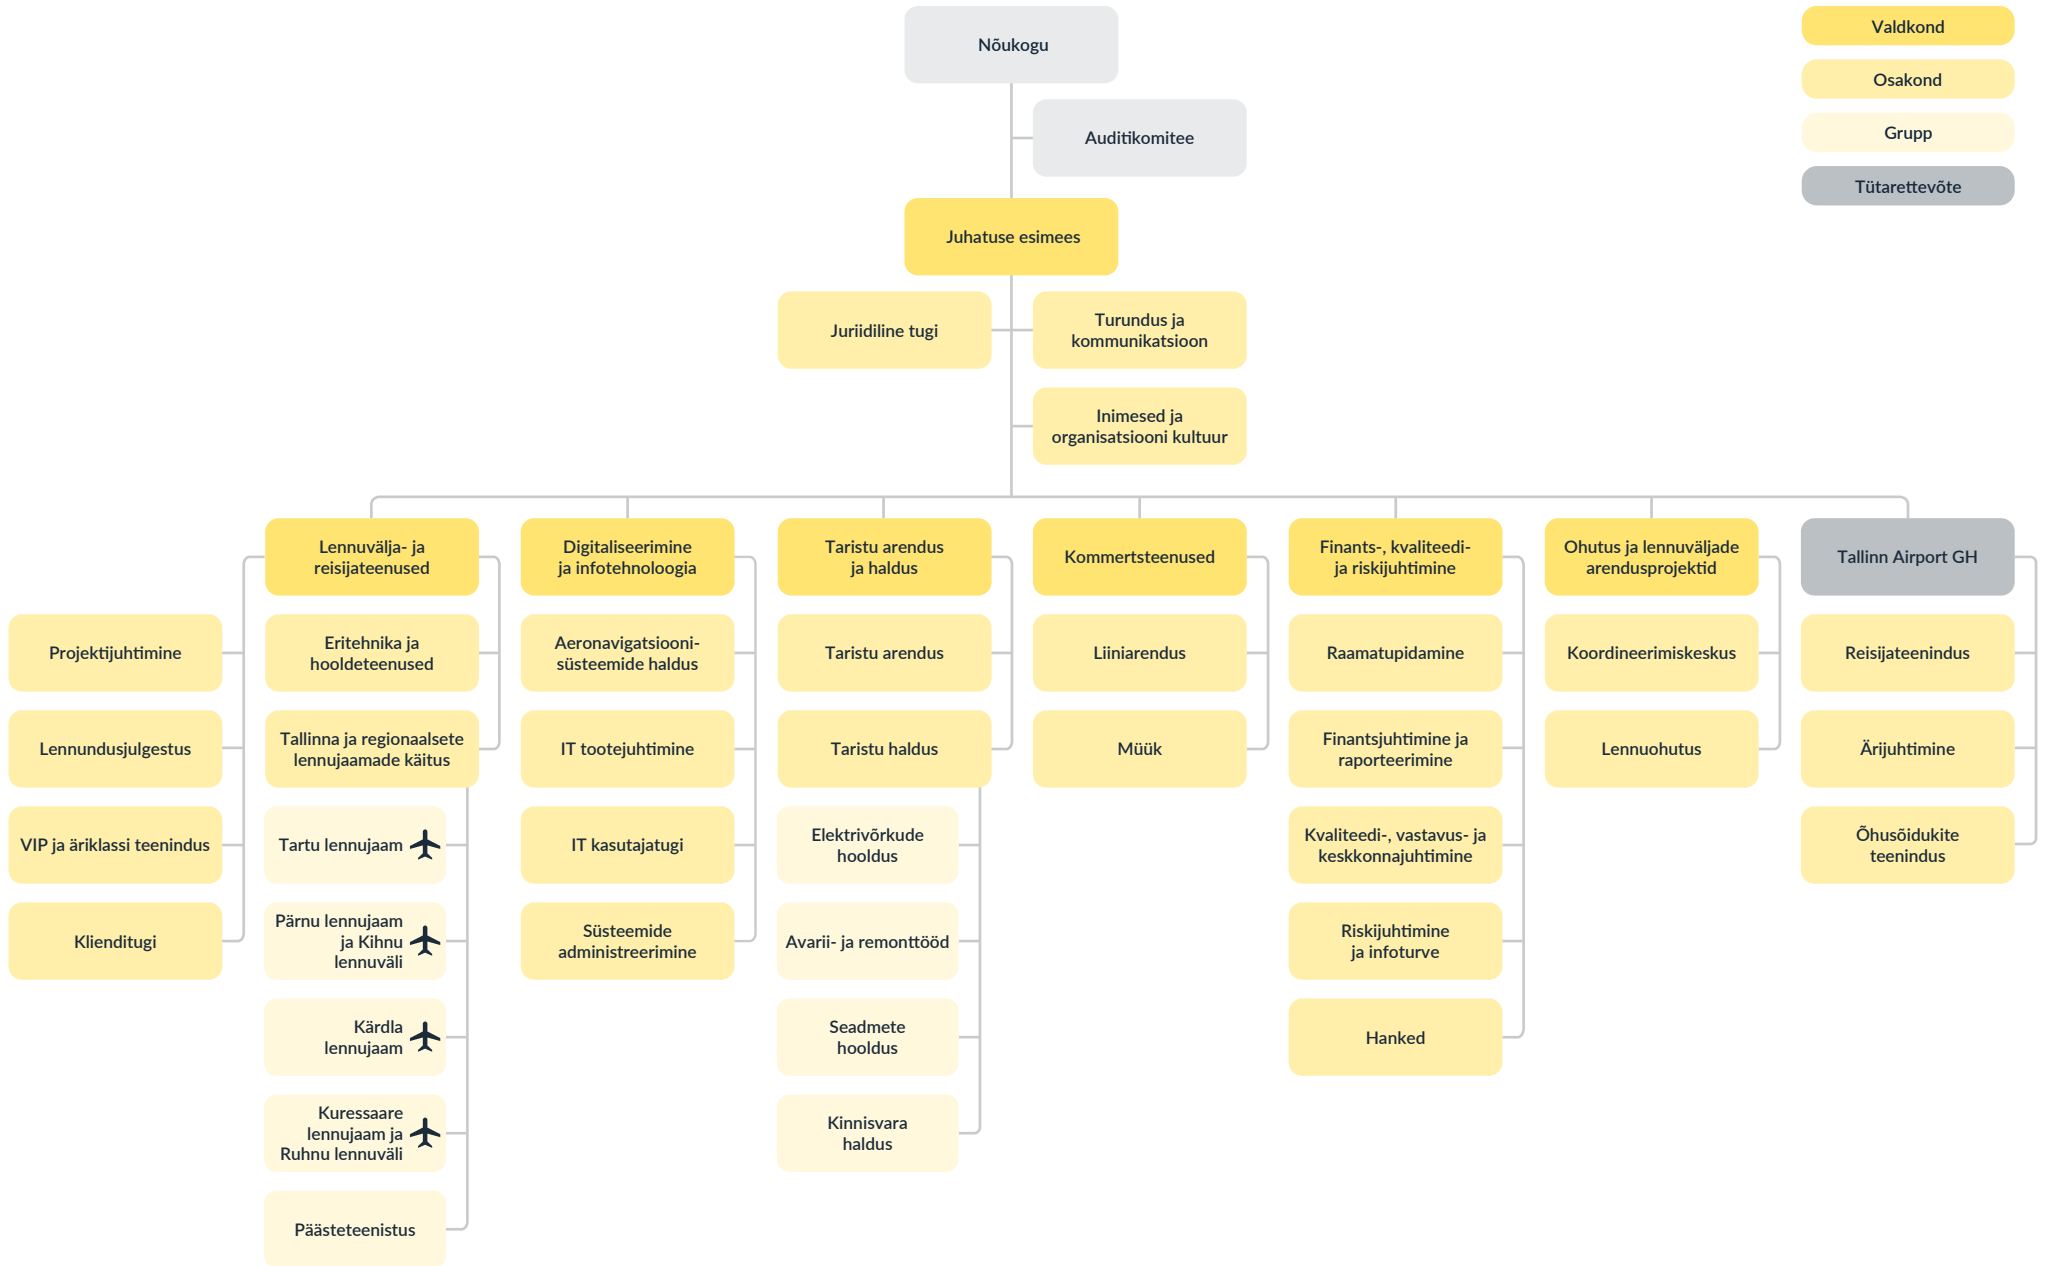 Nõukogu
Auditikomitee
Juhatuse esimees
Juriidiline tugi
Turundus ja
kommunikatsioon
Inimesed ja
organisatsiooni kultuur
Valdkond
Osakond
Grupp
Tütarettevõte
Lennuvälja- ja
reisijateenused
Projektijuhtimine
Lennundusjulgestus
VIP ja äriklassi teenindus
Klienditugi
Eritehnika ja
hooldeteenused
Tallinna ja regionaalsete
lennujaamade käitus
Tartu lennujaam
Pärnu lennujaam
ja Kihnu
lennuväli
Kärdla
lennujaam
Kuressaare
lennujaam ja
Ruhnu lennuväli
Päästeteenistus
Digitaliseerimine
ja infotehnoloogia
Aeronavigatsiooni-
süsteemide haldus
IT tootejuhtimine
IT kasutajatugi
Süsteemide
administreerimine
Taristu arendus
ja haldus
Taristu arendus
Taristu haldus
Elektrivõrkude
hooldus
Avarii- ja remonttööd
Seadmete
hooldus
Kinnisvara
haldus
Kommertsteenused
Liiniarendus
Müük
Finants-, kvaliteedi-
ja riskijuhtimine
Raamatupidamine
Finantsjuhtimine ja
raporteerimine
Kvaliteedi-, vastavus- ja
keskkonnajuhtimine
Riskijuhtimine
ja infoturve
Hanked
Ohutus ja lennuväljade
arendusprojektid
Koordineerimiskeskus
Lennuohutus
Tallinn Airport GH
Reisijateenindus
Ärijuhtimine
Õhusõidukite
teenindus